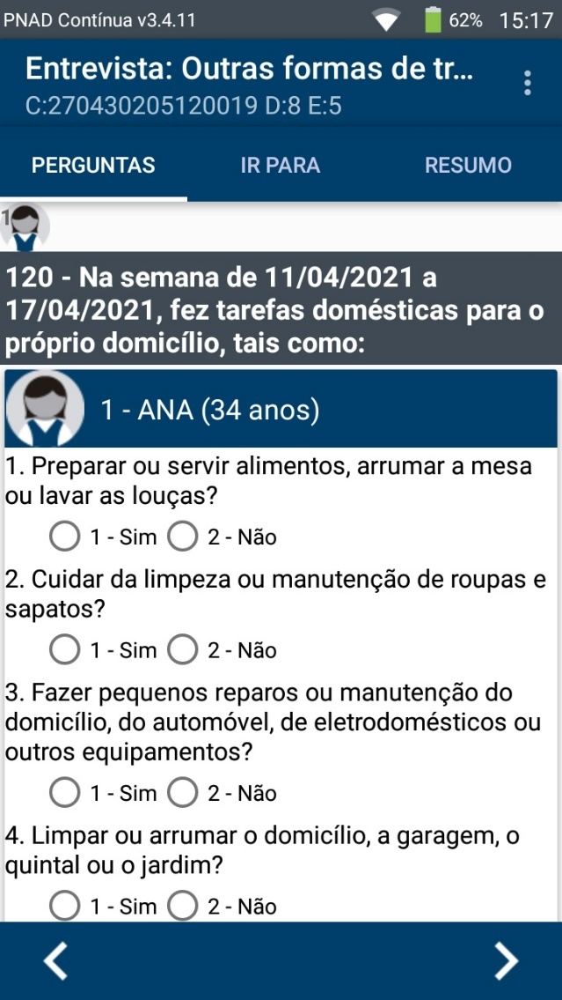 PNAD Contínua v3.4.11 62% 15:17
Entrevista: Outras formas de tr...
C:270430205120019 D:8 E:5
PERGUNTAS IR PARA RESUMO
1
120 - Na semana de 11/04/2021 a
17/04/2021, fez tarefas domésticas para o
próprio domicílio, tais como:
1 - ANA (34 anos)
1. Preparar ou servir alimentos, arrumar a mesa
ou lavar as louças?
1 - Sim 2 - Não
2. Cuidar da limpeza ou manutenção de roupas e
sapatos?
1 - Sim 2 - Não
3. Fazer pequenos reparos ou manutenção do
domicílio, do automóvel, de eletrodomésticos ou
outros equipamentos?
1 - Sim 2 - Não
4. Limpar ou arrumar o domicílio, a garagem, o
quintal ou o jardim?
1 - Sim 2 - Não